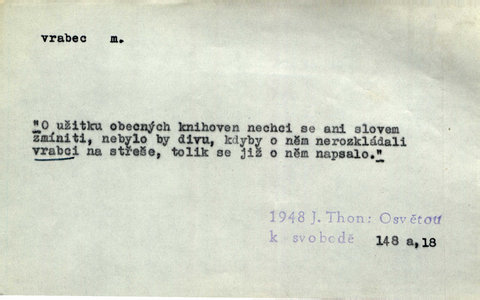 vrabec m.
"O užitku obecných knihoven nechci se ani slovem
zmíniti, nebylo by divu, kdyby o něm nerozkládali
vrabci na střeše, tolik se již o něm napsalo."
1948 J. Thon: Osvětou
k svobodě 148 a,18